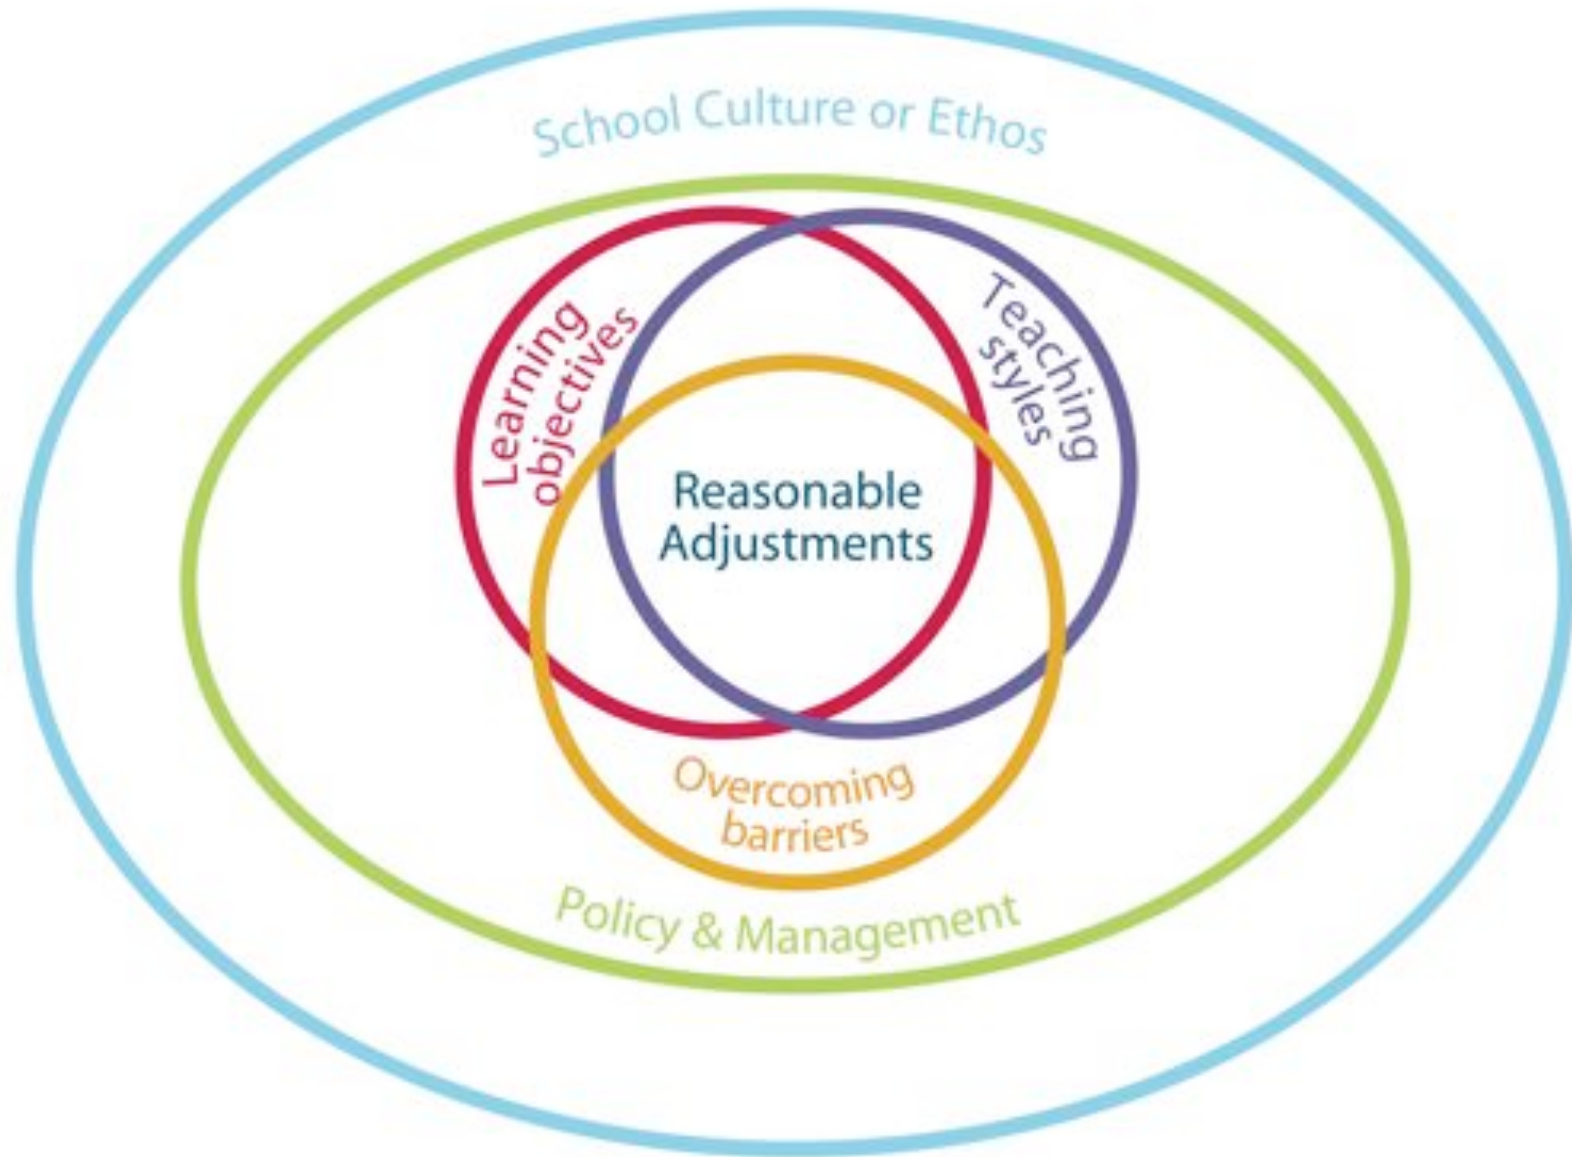 School Culture or Ethos
Learning
objectives
Teaching
styles
Reasonable
Adjustments
Overcoming
barriers
Policy & Management